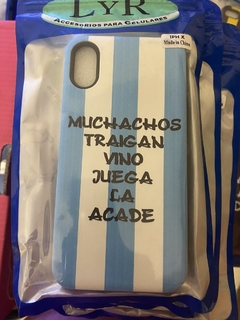 LyR
ACCESORIOS PARA CELULARES
IPH X
Made in China
MUCHACHOS
TRAIGAN
VINO
JUEGA
LA
ACADE